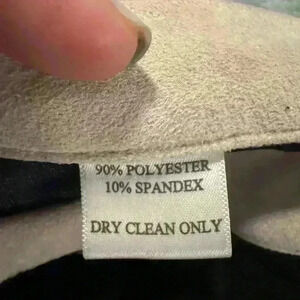 90% POLYESTER
10% SPANDEX
DRY CLEAN ONLY